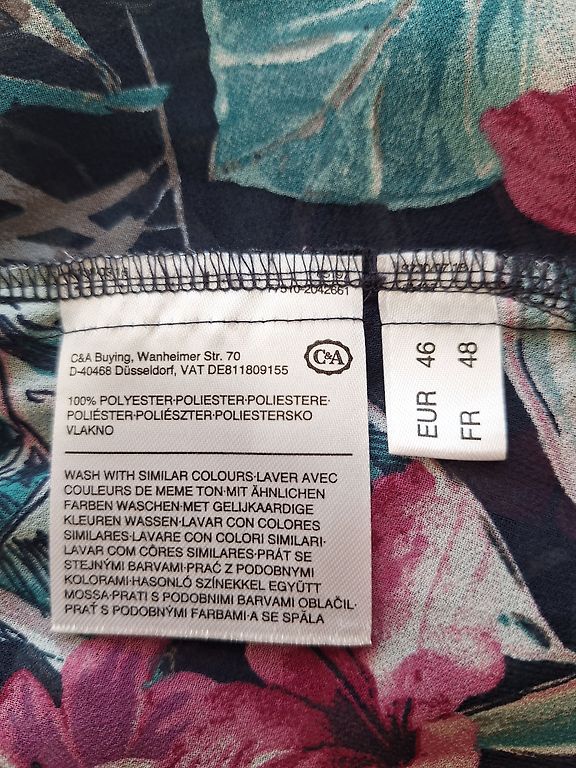 77510-2042661
C&A Buying, Wanheimer Str. 70
D-40468 Düsseldorf, VAT DE811809155
C&A
100% POLYESTER·POLIESTER·POLIESTERE·
POLIÉSTER·POLIÉSZTER·POLIESTERSKO
VLAKNO
WASH WITH SIMILAR COLOURS·LAVER AVEC
COULEURS DE MEME TON·MIT ÄHNLICHEN
FARBEN WASCHEN·MET GELIJKAARDIGE
KLEUREN WASSEN·LAVAR CON COLORES
SIMILARES·LAVARE CON COLORI SIMILARI·
LAVAR COM CÔRES SIMILARES·PRÁT SE
STEJNÝMI BARVAMI·PRAĆ Z PODOBNYMI
KOLORAMI·HASONLÓ SZÍNEKKEL EGYÜTT
MOSSA·PRATI S PODOBNIMI BARVAMI OBLAČIL·
PRAŤ S PODOBNÝMI FARBAMI·A SE SPĂLA
EUR 46
FR 48